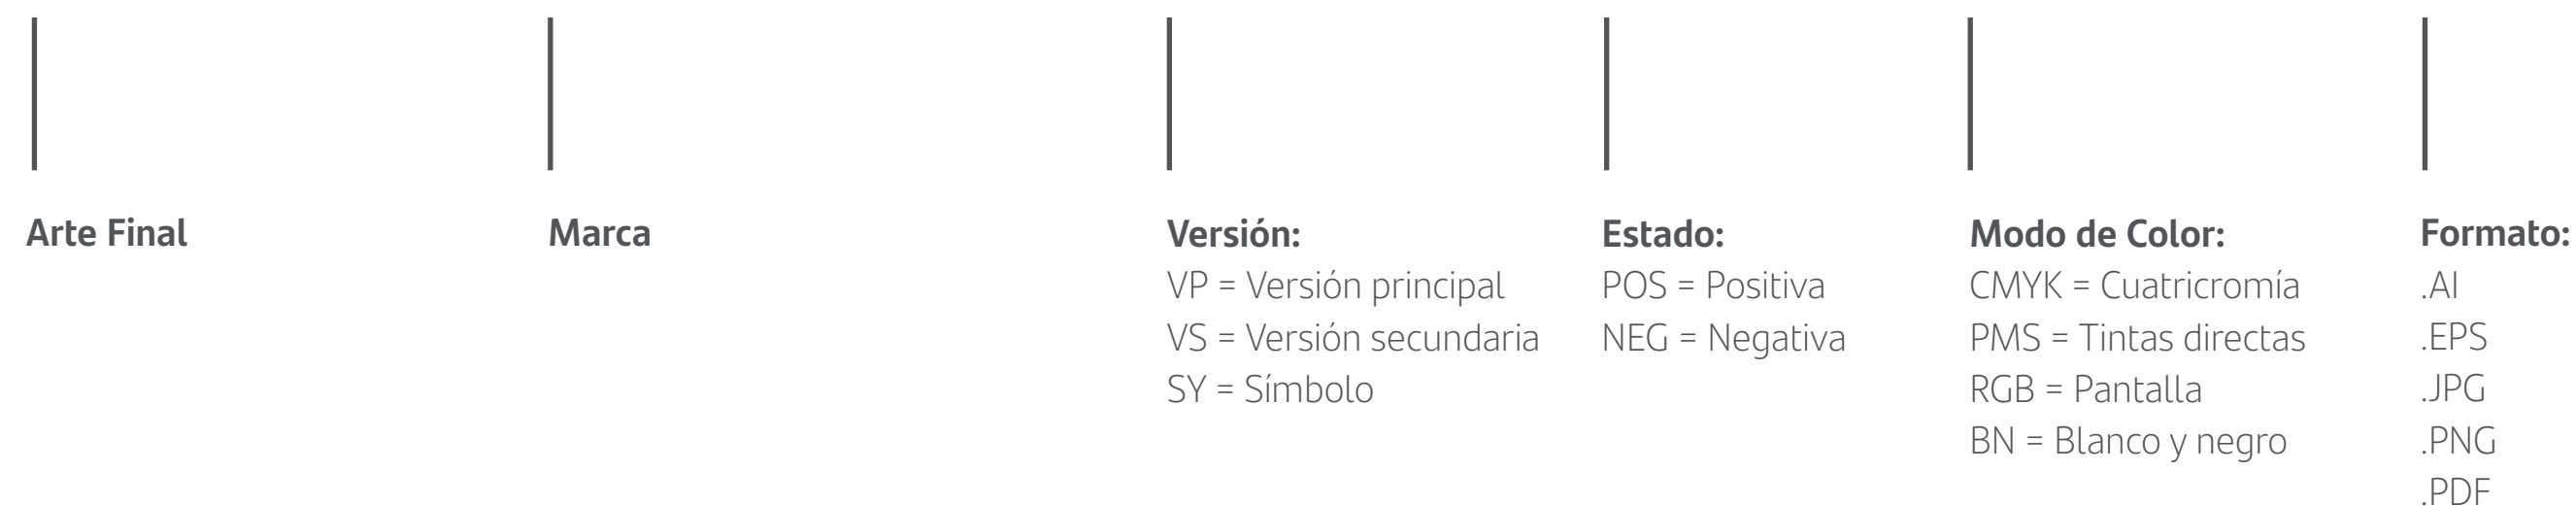 Arte Final
Marca
Versión:
VP = Versión principal
VS = Versión secundaria
SY = Símbolo
Estado:
POS = Positiva
NEG = Negativa
Modo de Color:
CMYK = Cuatricromía
PMS = Tintas directas
RGB = Pantalla
BN = Blanco y negro
Formato:
.AI
.EPS
.JPG
.PNG
.PDF